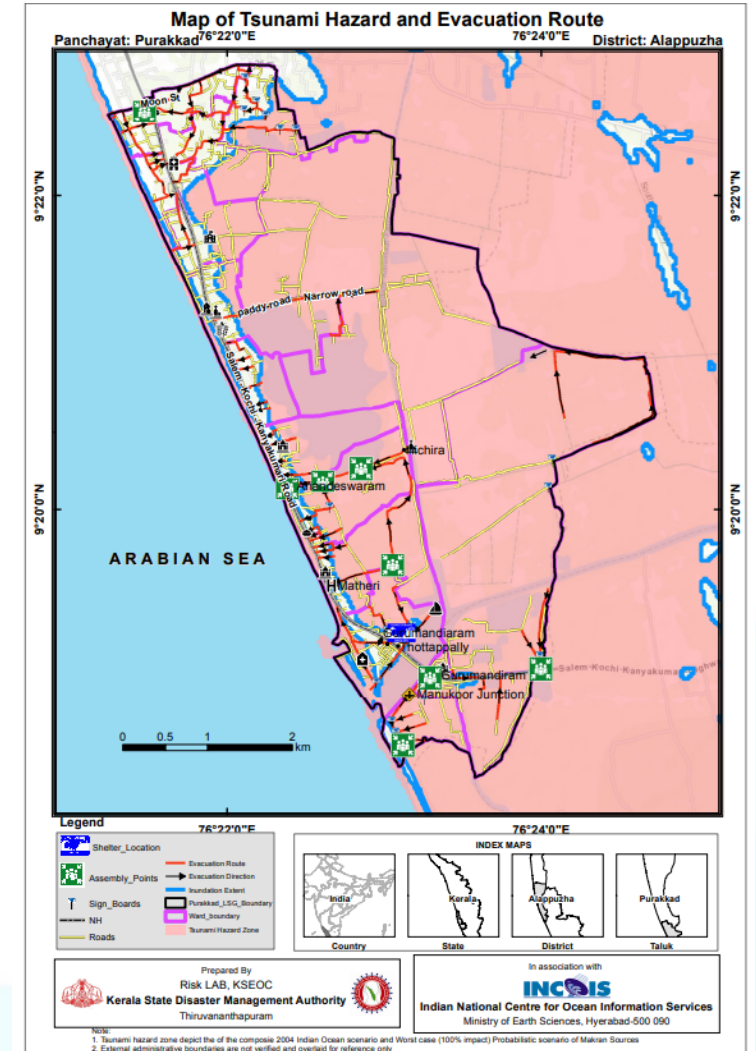 Map of Tsunami Hazard and Evacuation Route
Panchayat: Purakkad
76°22'0"E
76°24'0"E
District: Alappuzha
Moon St
9°22'0"N
9°22'0"N
paddy road
Narrow road
Salem - Kochi - Kanyakumari Road
Inchira
Anandeswaram
9°20'0"N
9°20'0"N
ARABIAN SEA
Matheri
Gurumandiaram
Thottappally
Gurumandiram
Salem-Kochi-Kanyakuma
Manukoor Junction
0 0.5 1 2
km
76°22'0"E
76°24'0"E
Legend
Shelter_Location
Assembly_Points
Sign_Boards
NH
Roads
Evacuation Route
Evacuation Direction
Inundation Extent
Purakkad_LSG_Boundary
Ward_boundary
Tsunami Hazard Zone
INDEX MAPS
India
Kerala
Alappuzha
Purakkad
Country
State
District
Taluk
Prepared By
Risk LAB, KSEOC
Kerala State Disaster Management Authority
Thiruvananthapuram
In association with
INCOIS
Indian National Centre for Ocean Information Services
Ministry of Earth Sciences, Hyerabad-500 090
Note:
1. Tsunami hazard zone depict the of the composie 2004 Indian Ocean scenario and Worst case (100% impact) Probabilistic scenario of Makran Sources
2. External administrative boundaries are not verified and overlaid for reference only